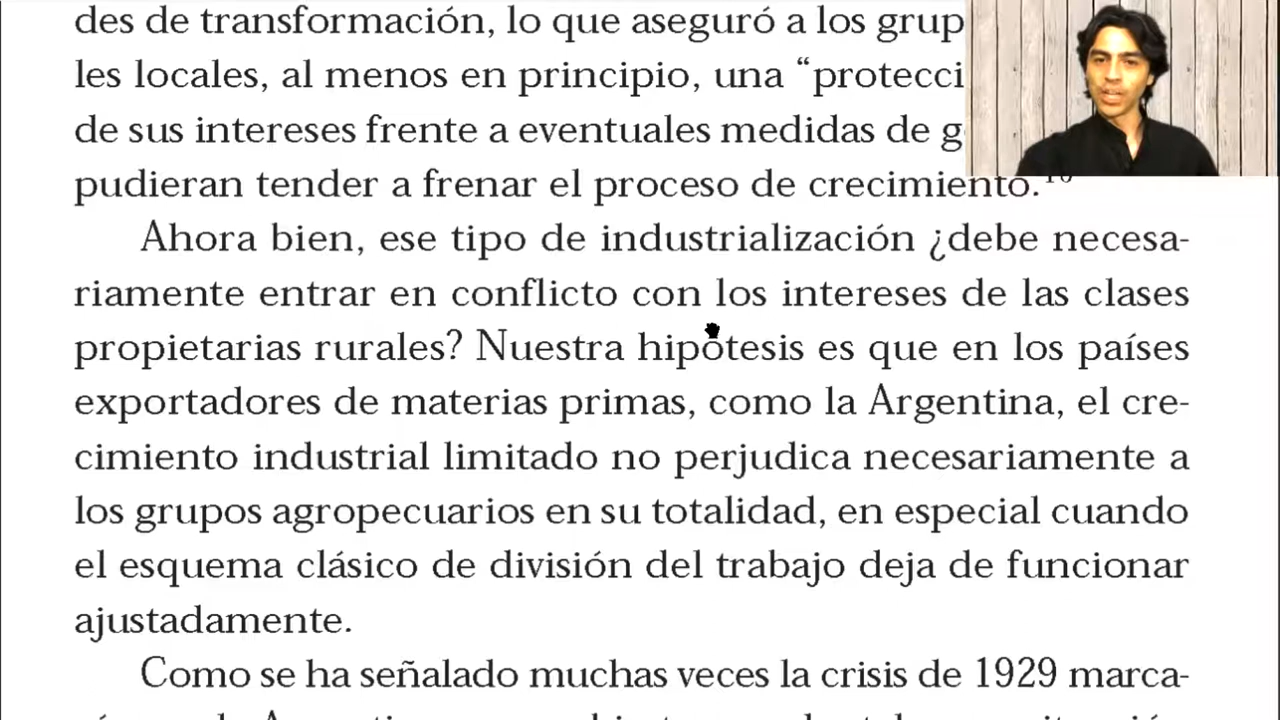 des de transformación, lo que aseguró a los grup
les locales, al menos en principio, una “protecci
de sus intereses frente a eventuales medidas de g
pudieran tender a frenar el proceso de crecimiento.
Ahora bien, ese tipo de industrialización ¿debe necesa-
riamente entrar en conflicto con los intereses de las clases
propietarias rurales? Nuestra hipótesis es que en los países
exportadores de materias primas, como la Argentina, el cre-
cimiento industrial limitado no perjudica necesariamente a
los grupos agropecuarios en su totalidad, en especial cuando
el esquema clásico de división del trabajo deja de funcionar
ajustadamente.
Como se ha señalado muchas veces la crisis de 1929 marca-